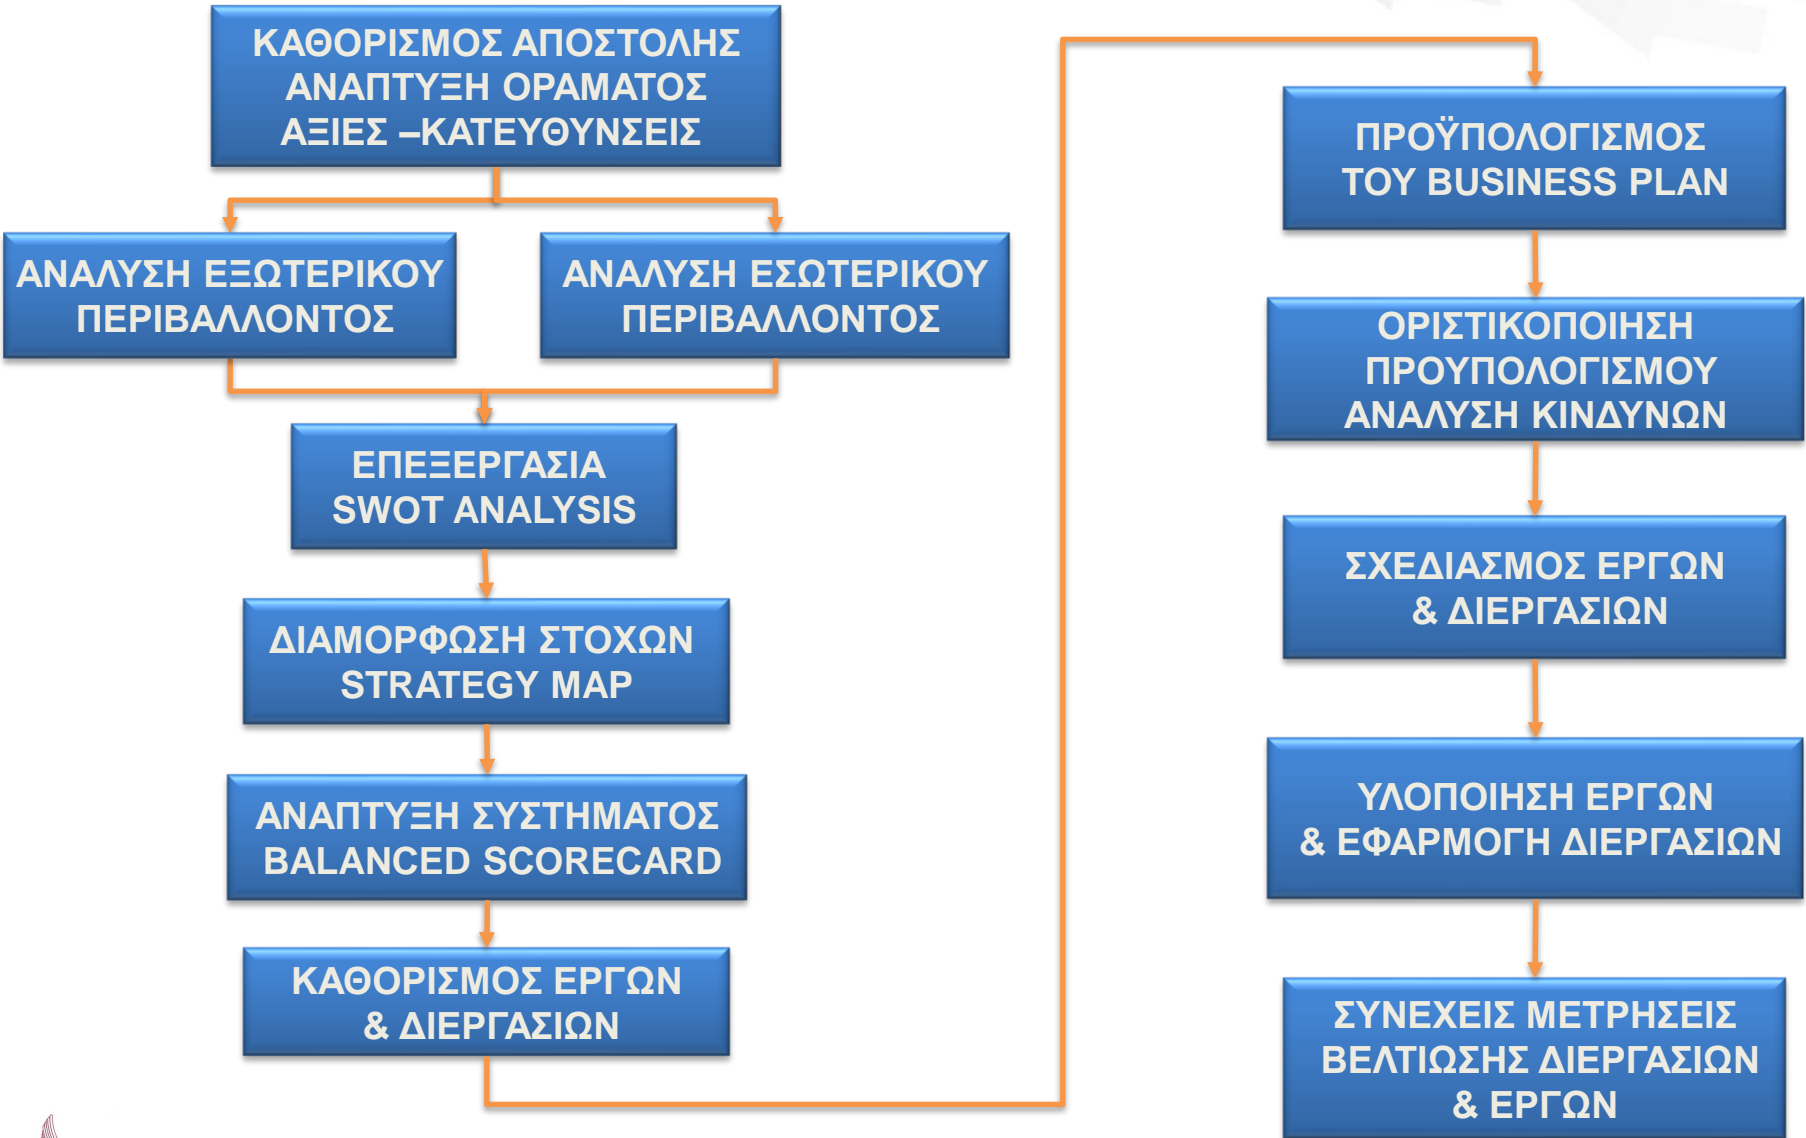 ΚΑΘΟΡΙΣΜΟΣ ΑΠΟΣΤΟΛΗΣ
ΑΝΑΠΤΥΞΗ ΟΡΑΜΑΤΟΣ
ΑΞΙΕΣ –ΚΑΤΕΥΘΥΝΣΕΙΣ
ΑΝΑΛΥΣΗ ΕΞΩΤΕΡΙΚΟΥ
ΠΕΡΙΒΑΛΛΟΝΤΟΣ
ΑΝΑΛΥΣΗ ΕΣΩΤΕΡΙΚΟΥ
ΠΕΡΙΒΑΛΛΟΝΤΟΣ
ΕΠΕΞΕΡΓΑΣΙΑ
SWOT ANALYSIS
ΔΙΑΜΟΡΦΩΣΗ ΣΤΟΧΩΝ
STRATEGY MAP
ΑΝΑΠΤΥΞΗ ΣΥΣΤΗΜΑΤΟΣ
BALANCED SCORECARD
ΚΑΘΟΡΙΣΜΟΣ ΕΡΓΩΝ
& ΔΙΕΡΓΑΣΙΩΝ
ΠΡΟΫΠΟΛΟΓΙΣΜΟΣ
ΤΟΥ BUSINESS PLAN
ΟΡΙΣΤΙΚΟΠΟΙΗΣΗ
ΠΡΟΥΠΟΛΟΓΙΣΜΟΥ
ΑΝΑΛΥΣΗ ΚΙΝΔΥΝΩΝ
ΣΧΕΔΙΑΣΜΟΣ ΕΡΓΩΝ
& ΔΙΕΡΓΑΣΙΩΝ
ΥΛΟΠΟΙΗΣΗ ΕΡΓΩΝ
& ΕΦΑΡΜΟΓΗ ΔΙΕΡΓΑΣΙΩΝ
ΣΥΝΕΧΕΙΣ ΜΕΤΡΗΣΕΙΣ
ΒΕΛΤΙΩΣΗΣ ΔΙΕΡΓΑΣΙΩΝ
& ΕΡΓΩΝ